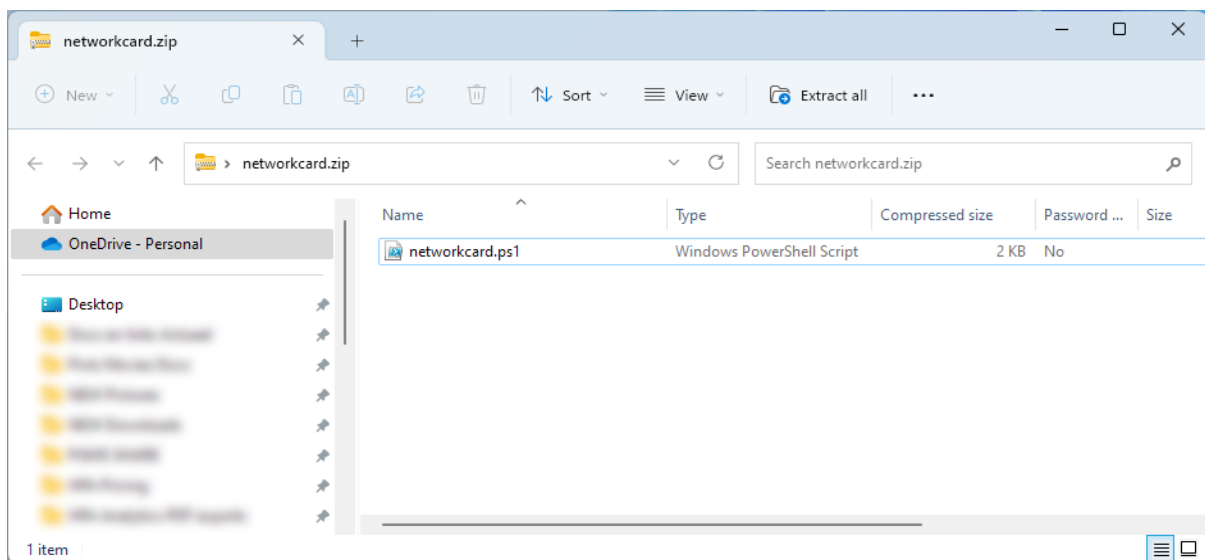 networkcard.zip
New Sort View Extract all
networkcard.zip Search networkcard.zip
Home
OneDrive - Personal
Desktop
Name Type Compressed size Password ... Size
networkcard.ps1 Windows PowerShell Script 2 KB No
1 item